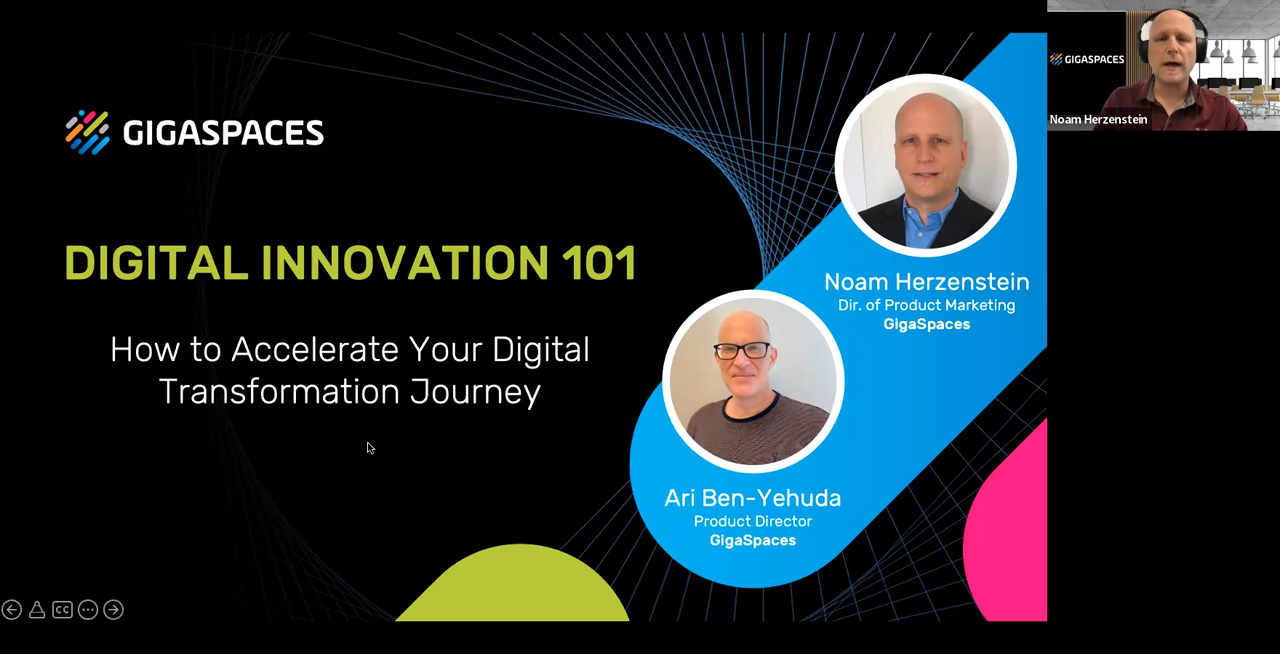 GIGASPACES
DIGITAL INNOVATION 101
How to Accelerate Your Digital
Transformation Journey
Noam Herzenstein
Dir. of Product Marketing
GigaSpaces
Ari Ben-Yehuda
Product Director
GigaSpaces
CC
GIGASPACES
Noam Herzenstein